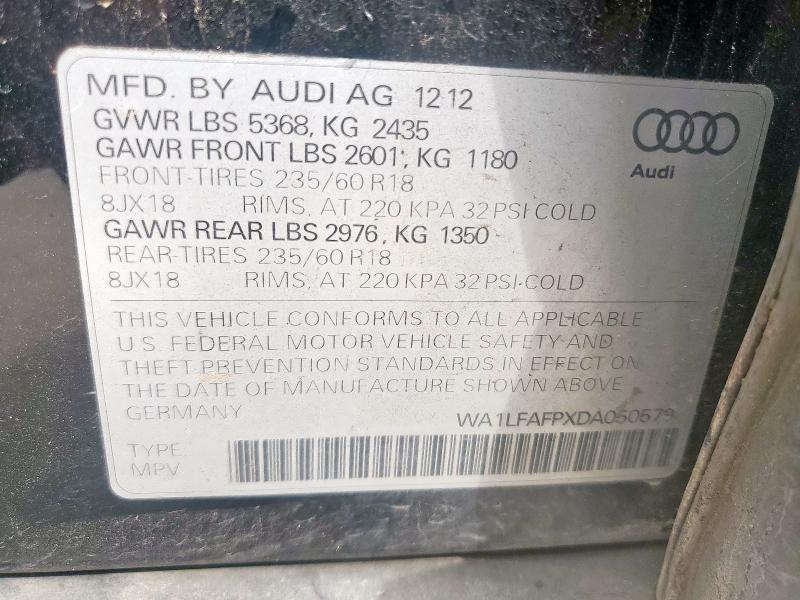 MFD. BY AUDI AG 12 12
GVWR LBS 5368, KG 2435
GAWR FRONT LBS 2601, KG 1180
FRONT-TIRES 235/60 R18
8JX18 RIMS, AT 220 KPA 32 PSI-COLD
GAWR REAR LBS 2976, KG 1350
REAR-TIRES 235/60 R18
8JX18 RIMS, AT 220 KPA 32 PSI-COLD
Audi
THIS VEHICLE CONFORMS TO ALL APPLICABLE
U.S. FEDERAL MOTOR VEHICLE SAFETY AND
THEFT PREVENTION STANDARDS IN EFFECT ON
THE DATE OF MANUFACTURE SHOWN ABOVE
GERMANY WA1LFAFPXDA050579
TYPE:
MPV